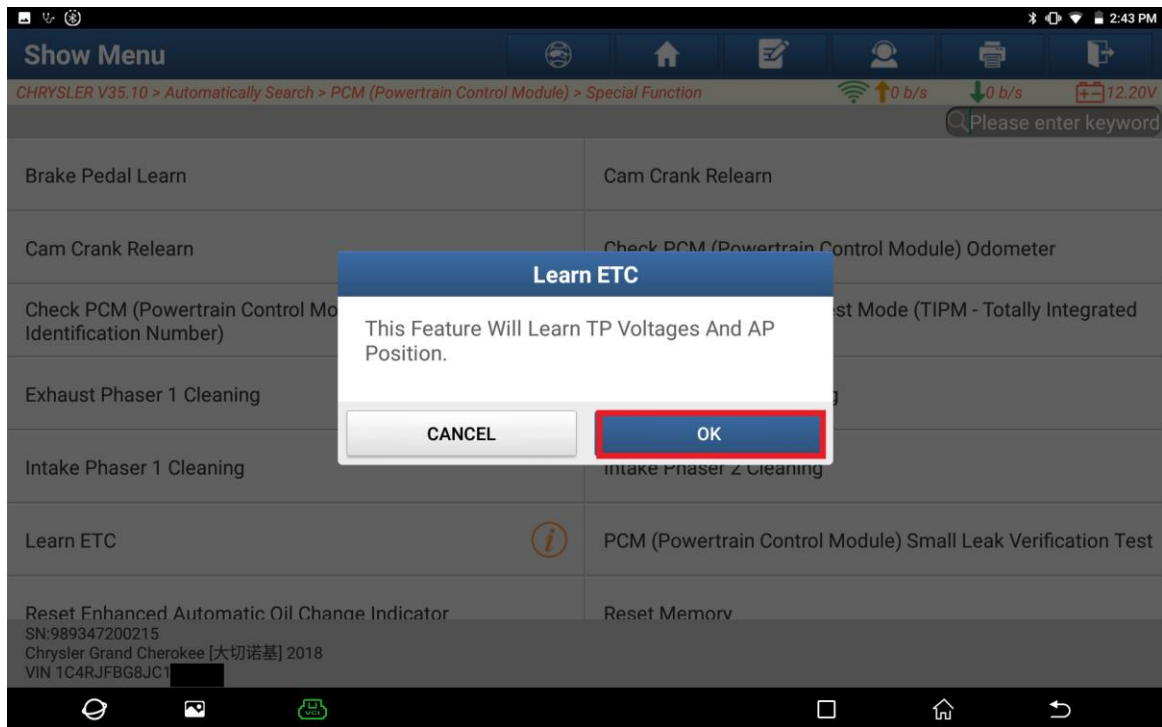 2:43 PM
Show Menu
CHRYSLER V35.10 > Automatically Search > PCM (Powertrain Control Module) > Special Function
0 b/s
0 b/s
12.20V
Please enter keyword
Brake Pedal Learn
Cam Crank Relearn
Cam Crank Relearn
Check PCM (Powertrain Control Module) Odometer
Check PCM (Powertrain Control Mo
Identification Number)
st Mode (TIPM - Totally Integrated
Learn ETC
This Feature Will Learn TP Voltages And AP
Position.
CANCEL
OK
Exhaust Phaser 1 Cleaning
Intake Phaser 1 Cleaning
Intake Phaser 2 Cleaning
Learn ETC
PCM (Powertrain Control Module) Small Leak Verification Test
Reset Enhanced Automatic Oil Change Indicator
Reset Memory
SN:989347200215
Chrysler Grand Cherokee [大切诺基] 2018
VIN 1C4RJFBG8JC1
VCI